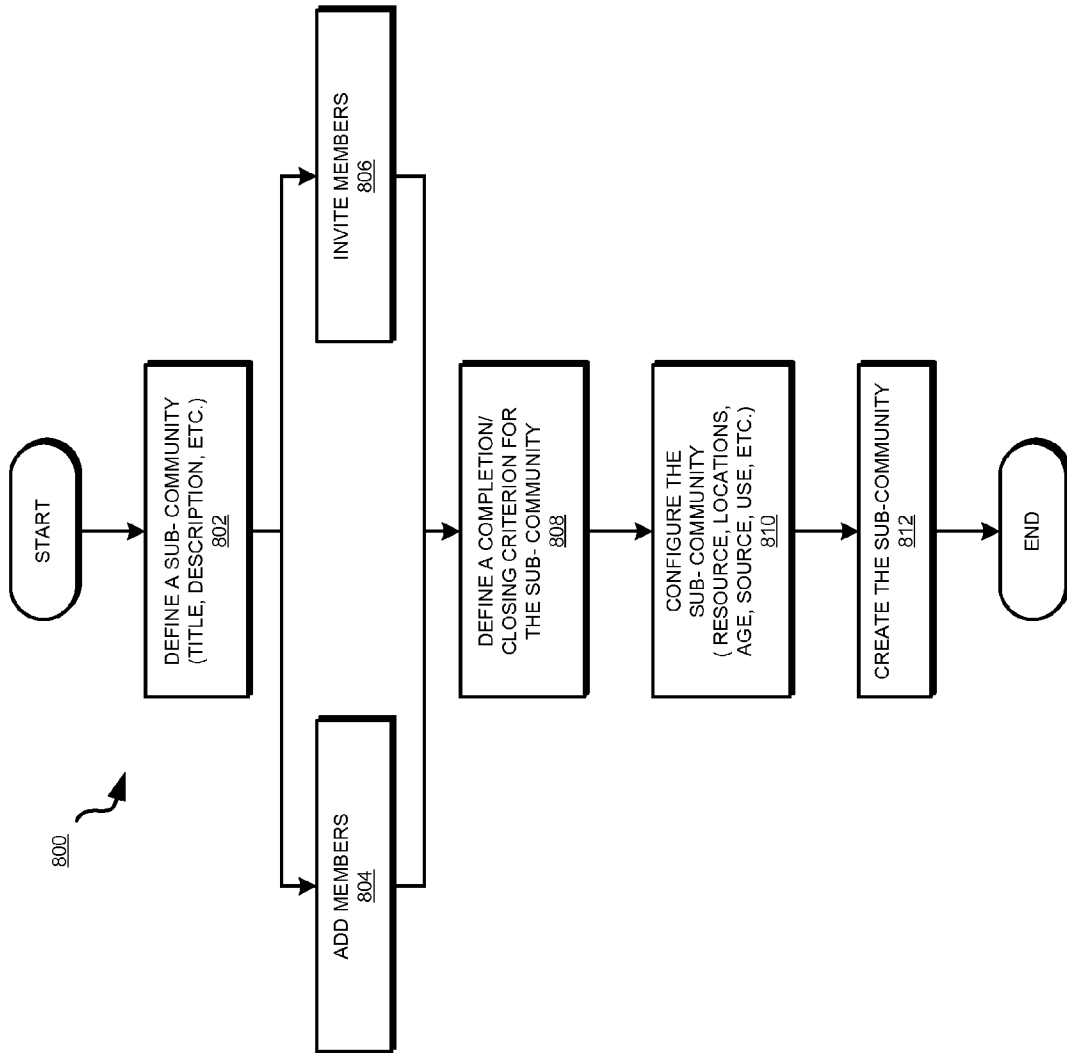 800
START
DEFINE A SUB- COMMUNITY
(TITLE, DESCRIPTION, ETC.)
802
ADD MEMBERS
804
INVITE MEMBERS
806
DEFINE A COMPLETION/
CLOSING CRITERION FOR
THE SUB- COMMUNITY
808
CONFIGURE THE
SUB- COMMUNITY
( RESOURCE, LOCATIONS,
AGE, SOURCE, USE, ETC.)
810
CREATE THE SUB-COMMUNITY
812
END